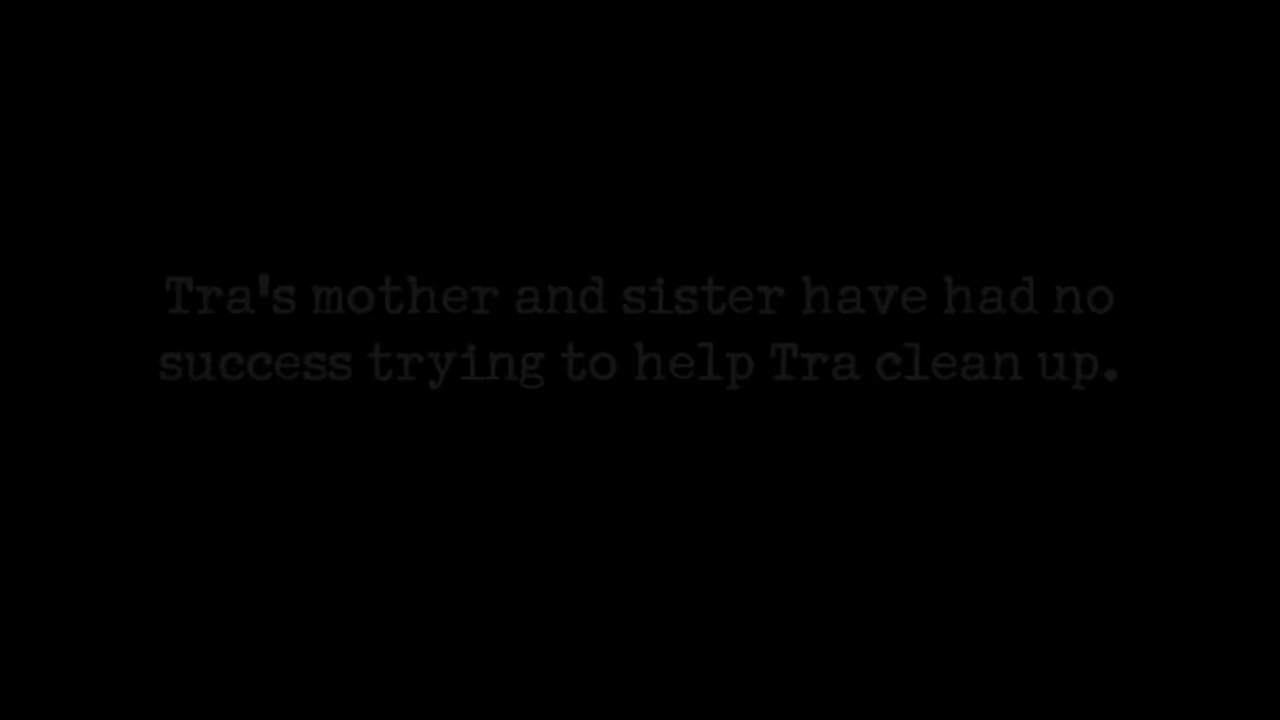 Tra's mother and sister have had no
success trying to help Tra clean up.